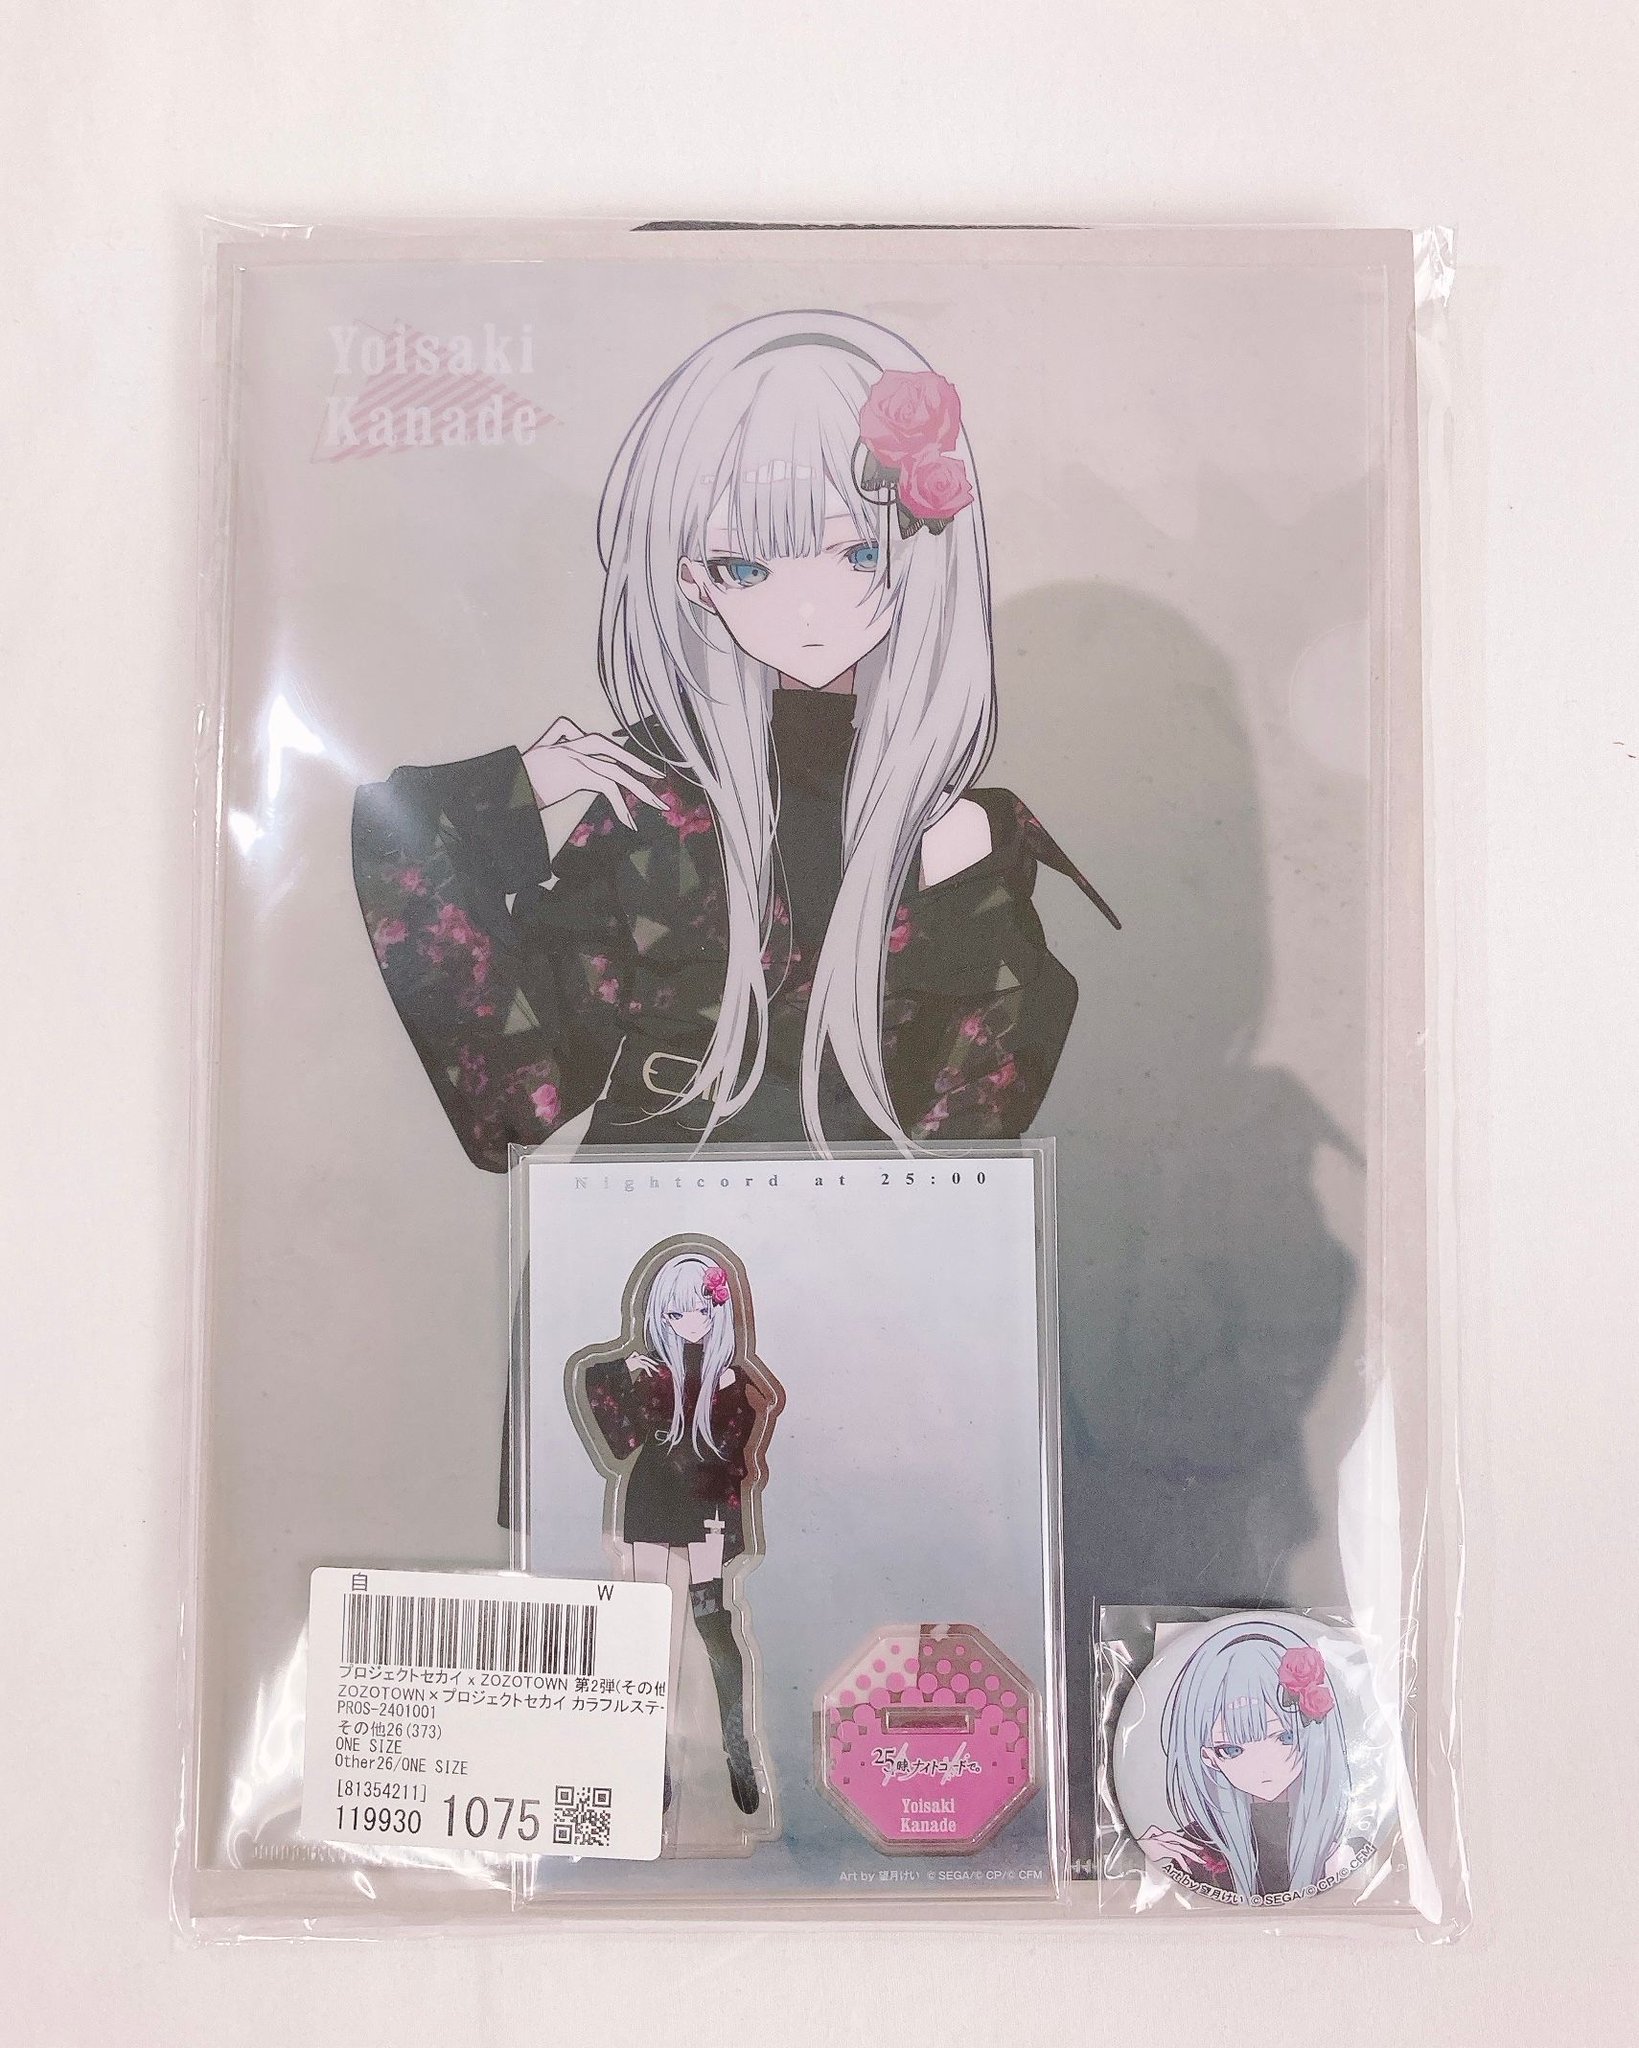 Yoisaki
Kanade
Nightcord at 25:00
自 W
プロジェクトセカイ x ZOZOTOWN 第2弾(その他
ZOZOTOWN×プロジェクトセカイ カラフルステー
PROS-2401001
その他26(373)
ONE SIZE
Other26/ONE SIZE
[81354211]
119930 1075
25時、ナイトコードで。
Yoisaki
Kanade
Art by 望月けい © SEGA/© CP/© CFM
Art by 望月けい © SEGA/© CP/© CFM